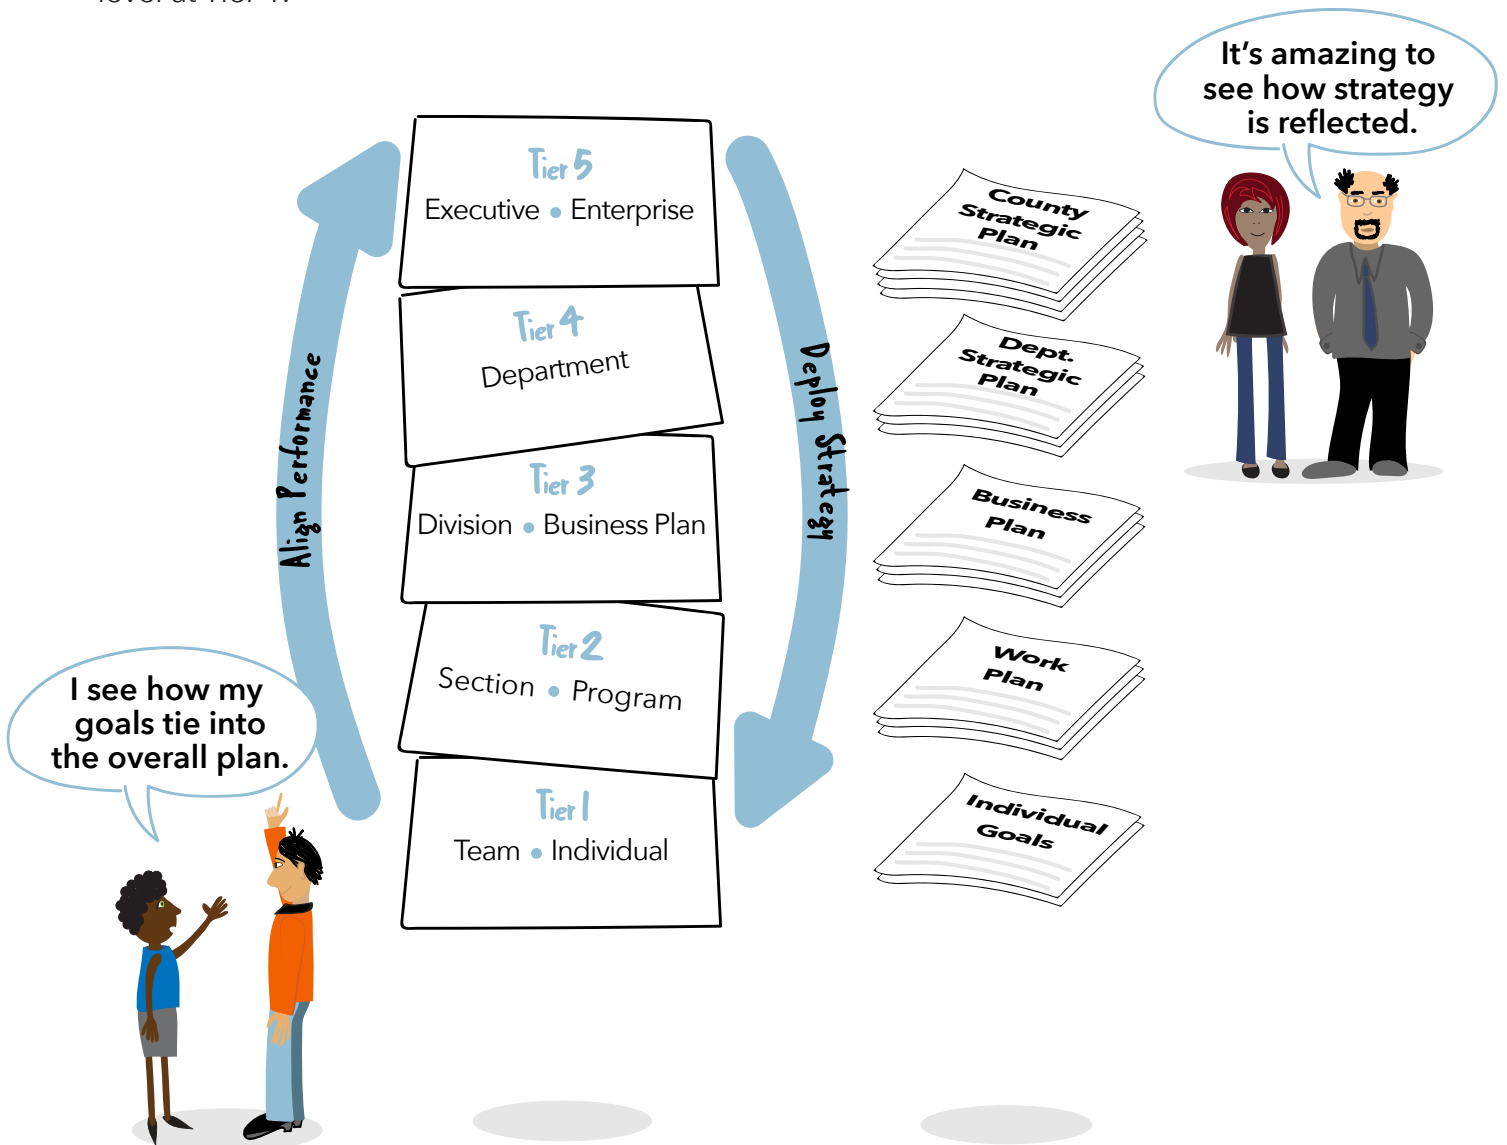 It's amazing to
see how strategy
is reflected.
Tier 5
Executive • Enterprise
Tier 4
Department
Tier 3
Division • Business Plan
Tier 2
Section • Program
Tier 1
Team • Individual
Align Performance
Deploy Strategy
County
Strategic
Plan
Dept.
Strategic
Plan
Business
Plan
Work
Plan
Individual
Goals
I see how my
goals tie into
the overall plan.